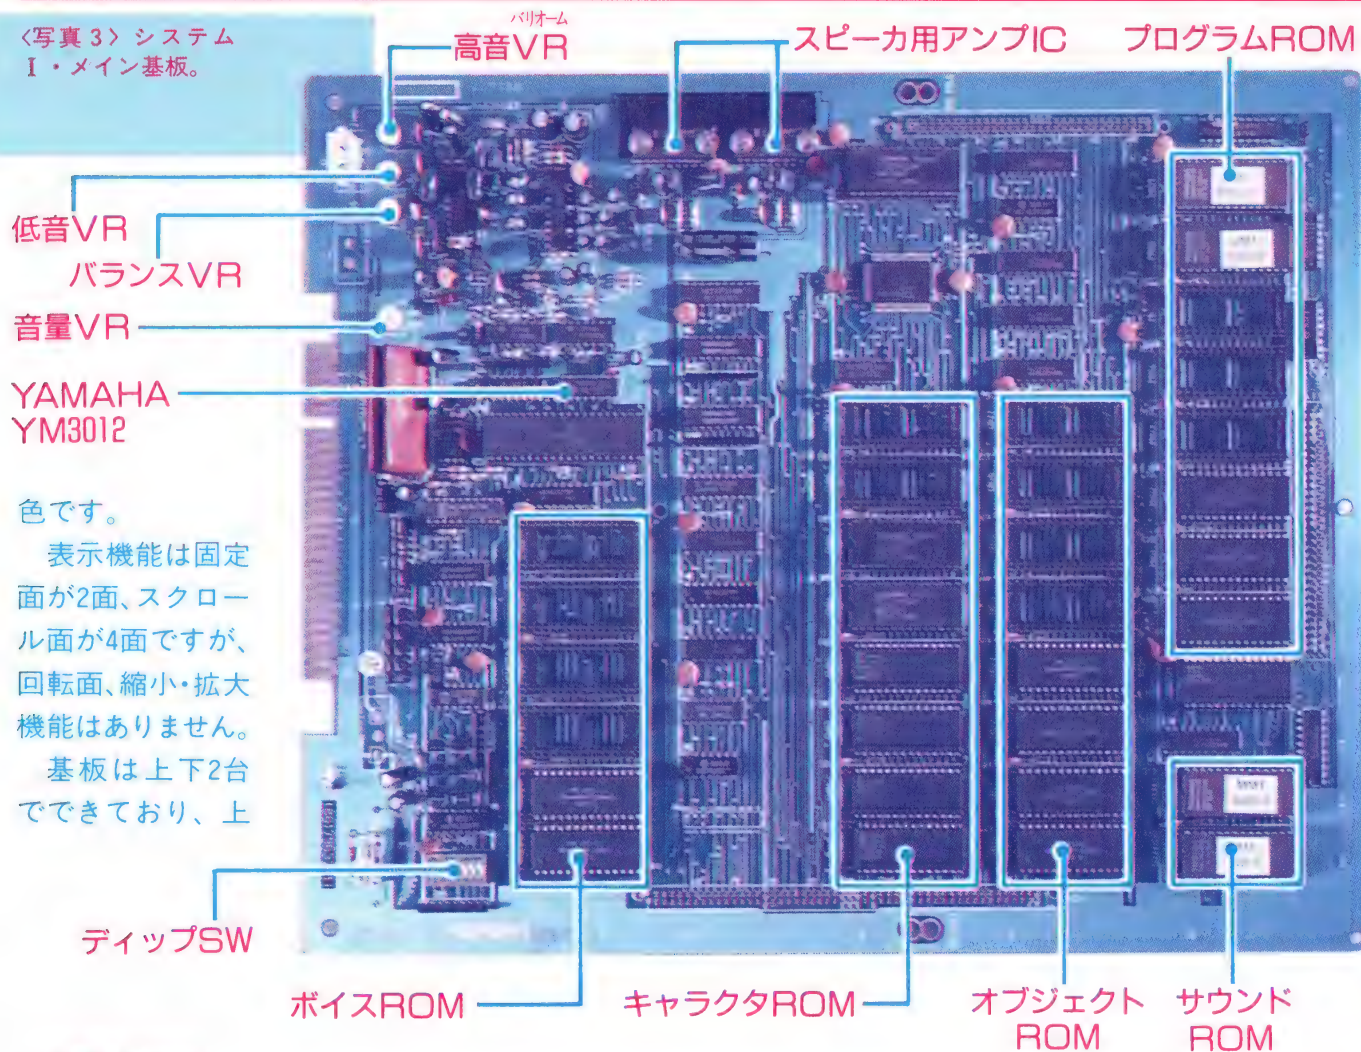 〈写真3〉システム
Ⅰ・メイン基板。
バリオーム
高音VR
スピーカ用アンプIC
プログラムROM
低音VR
バランスVR
音量VR
YAMAHA
YM3012
色です。
表示機能は固定
面が2面、スクロー
ル面が4面ですが、
回転面、縮小・拡大
機能はありません。
基板は上下2台
でできており、上
ディップSW
ボイスROM
キャラクタROM
オブジェクト
ROM
サウンド
ROM